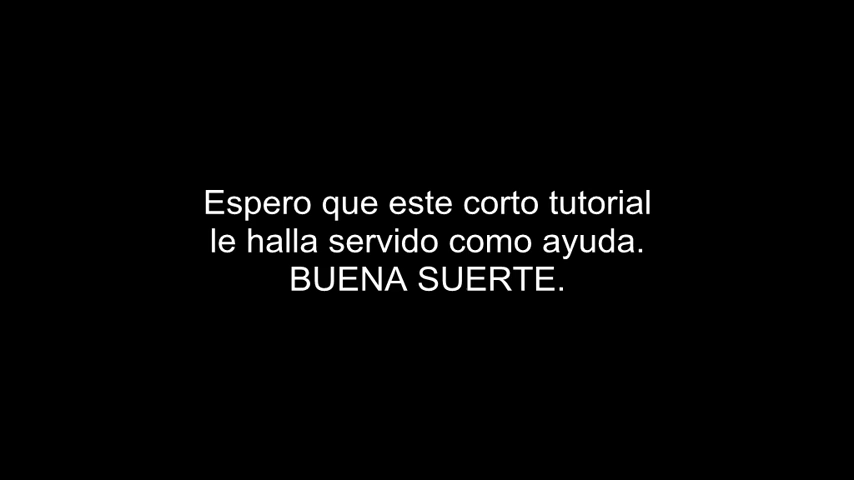 Espero que este corto tutorial
le halla servido como ayuda.
BUENA SUERTE.